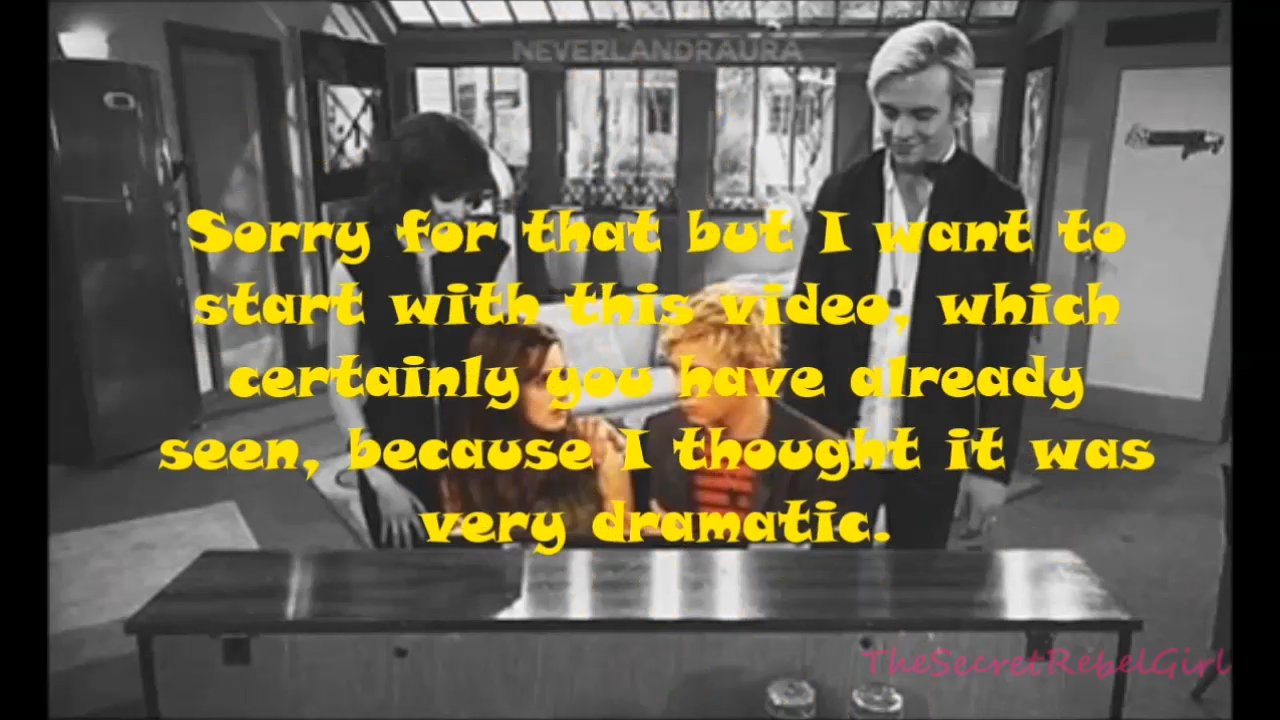 NEVERLANDRAURA
Sorry for that but I want to
start with this video, which
certainly you have already
seen, because I thought it was
very dramatic.
TheSecretRebelGirl